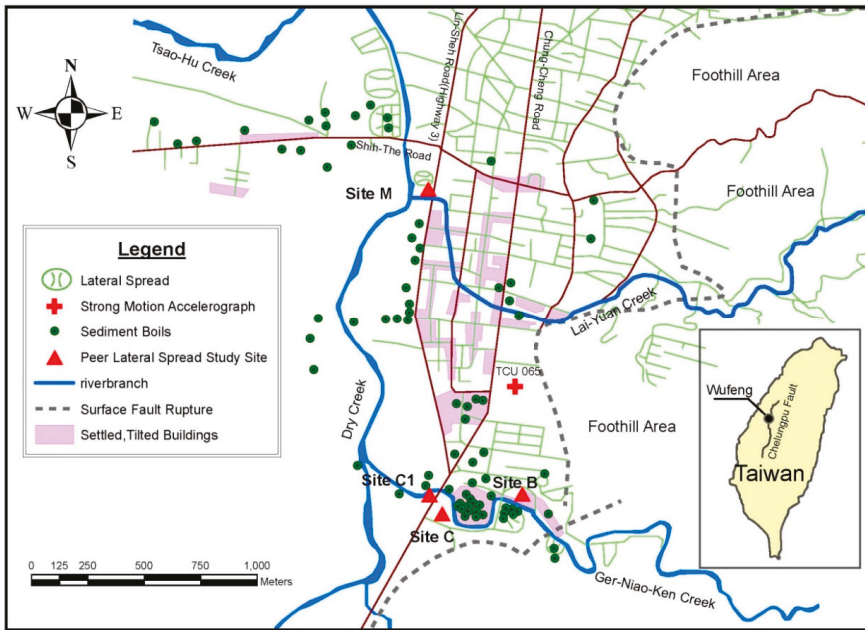 Tsao-Hu Creek
Lin-Sheh Road(Highway 3)
Chung-Cheng Road
Foothill Area
N
W
E
S
Shih-The Road
Foothill Area
Site M
Legend
Lateral Spread
Strong Motion Accelerograph
Sediment Boils
Peer Lateral Spread Study Site
riverbranch
Surface Fault Rupture
Settled,Tilted Buildings
Lai-Yuan Creek
Dry Creek
TCU 065
Foothill Area
Wufeng
Chelungpu Fault
Taiwan
Site C1
Site B
Site C
Ger-Niao-Ken Creek
0 125 250 500 750 1,000
Meters